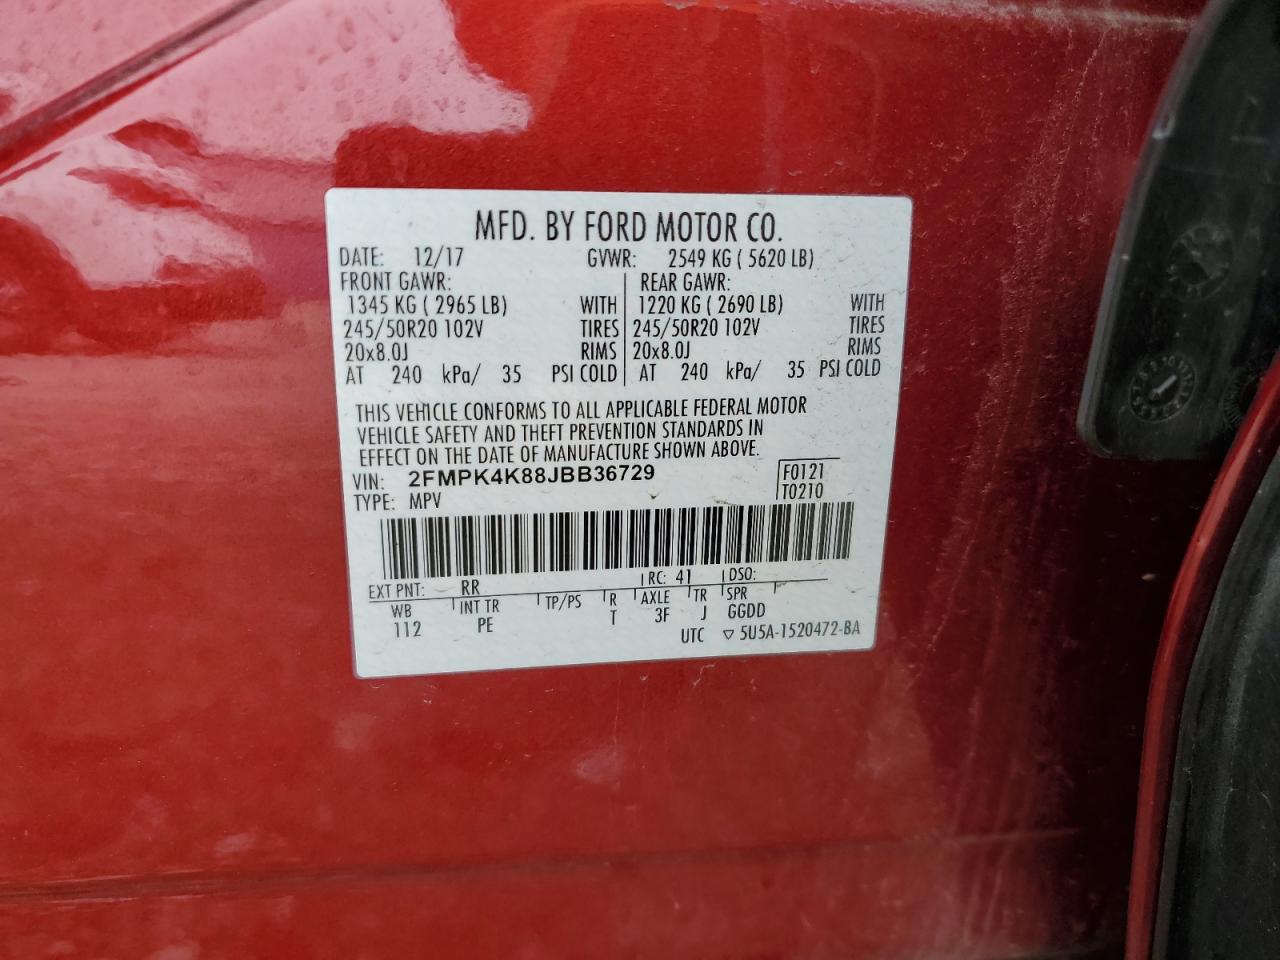 MFD. BY FORD MOTOR CO.
DATE: 12/17 GVWR: 2549 KG ( 5620 LB)
FRONT GAWR: REAR GAWR:
1345 KG ( 2965 LB) WITH 1220 KG ( 2690 LB) WITH
245/50R20 102V TIRES 245/50R20 102V TIRES
20x8.0J RIMS 20x8.0J RIMS
AT 240 kPa/ 35 PSI COLD AT 240 kPa/ 35 PSI COLD
THIS VEHICLE CONFORMS TO ALL APPLICABLE FEDERAL MOTOR
VEHICLE SAFETY AND THEFT PREVENTION STANDARDS IN
EFFECT ON THE DATE OF MANUFACTURE SHOWN ABOVE.
VIN: 2FMPK4K88JBB36729 F0121
TYPE: MPV T0210
EXT PNT: RR RC: 41 DSO:
WB INT TR TP/PS R AXLE TR SPR
112 PE T 3F J GGDD
UTC ▽ 5U5A-1520472-BA